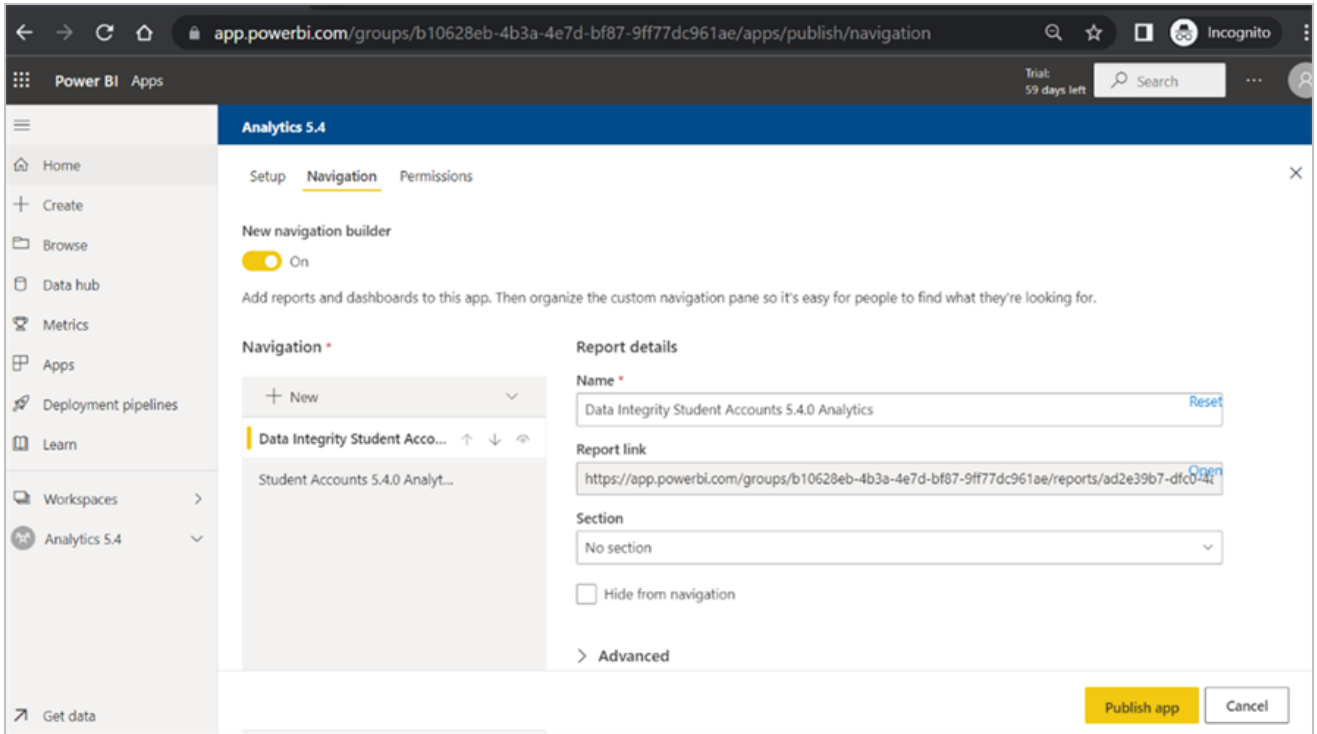 app.powerbi.com/groups/b10628eb-4b3a-4e7d-bf87-9ff77dc961ae/apps/publish/navigation
Incognito
Power BI Apps
Trial:
59 days left
Search
Analytics 5.4
Home
Create
Browse
Data hub
Metrics
Apps
Deployment pipelines
Learn
Workspaces
Analytics 5.4
Get data
Setup Navigation Permissions
New navigation builder
On
Add reports and dashboards to this app. Then organize the custom navigation pane so it's easy for people to find what they're looking for.
Navigation *
New
Data Integrity Student Acco...
Student Accounts 5.4.0 Analyt...
Report details
Name *
Data Integrity Student Accounts 5.4.0 Analytics
Reset
Report link
https://app.powerbi.com/groups/b10628eb-4b3a-4e7d-bf87-9ff77dc961ae/reports/ad2e39b7-dfc0-4a
Open
Section
No section
Hide from navigation
Advanced
Publish app
Cancel